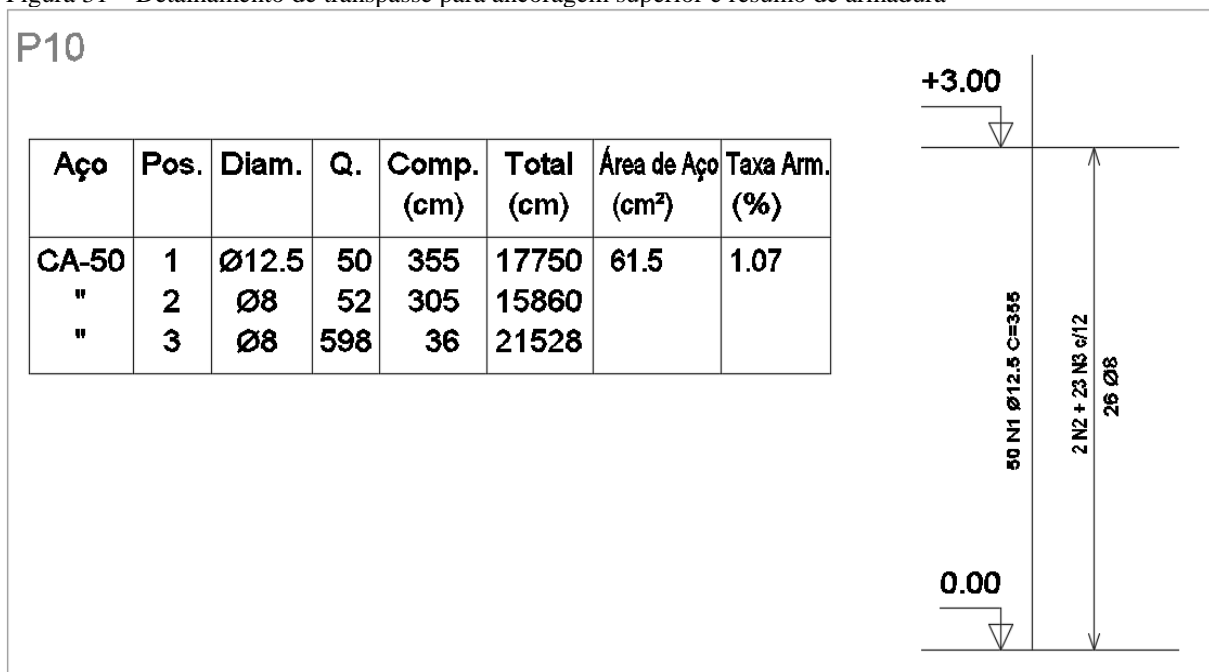 Figura 31 – Detalhamento de transpasse para ancoragem superior e resumo de armadura
P10
Aço Pos. Diam. Q. Comp. (cm) Total (cm) Área de Aço (cm²) Taxa Arm. (%)
CA-50 1 Ø12.5 50 355 17750 61.5 1.07
" 2 Ø8 52 305 15860
" 3 Ø8 598 36 21528
+3.00
50 N1 Ø12.5 C=355
2 N2 + 23 N3 c/12
26 Ø8
0.00